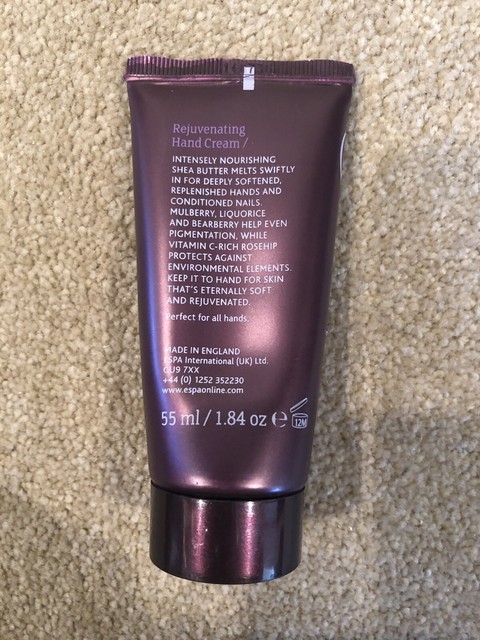 Rejuvenating
Hand Cream /
INTENSELY NOURISHING
SHEA BUTTER MELTS SWIFTLY
IN FOR DEEPLY SOFTENED,
REPLENISHED HANDS AND
CONDITIONED NAILS.
MULBERRY, LIQUORICE
AND BEARBERRY HELP EVEN
PIGMENTATION, WHILE
VITAMIN C-RICH ROSEHIP
PROTECTS AGAINST
ENVIRONMENTAL ELEMENTS.
KEEP IT TO HAND FOR SKIN
THAT'S ETERNALLY SOFT
AND REJUVENATED.
Perfect for all hands.
MADE IN ENGLAND
ESPA International (UK) Ltd.
GU9 7XX
+44 (0) 1252 352230
www.espaonline.com
55 ml / 1.84 oz ℮ 12M